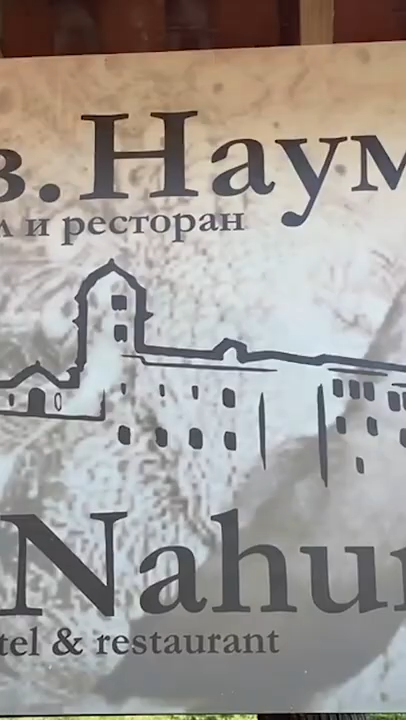 в. Наум
л и ресторан
Nahu
tel & restaurant